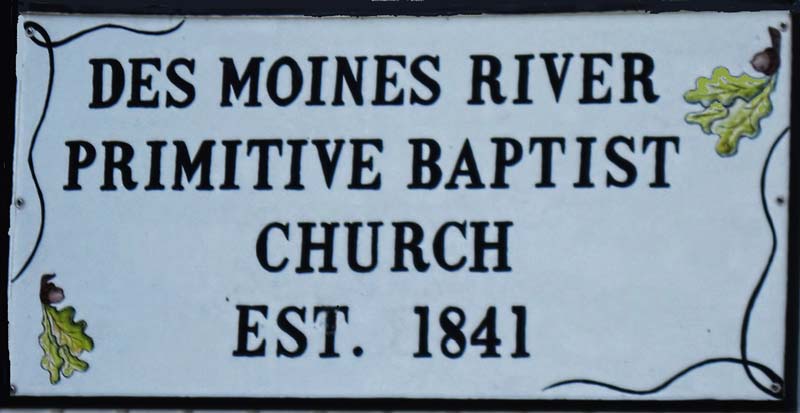 DES MOINES RIVER
PRIMITIVE BAPTIST
CHURCH
EST. 1841